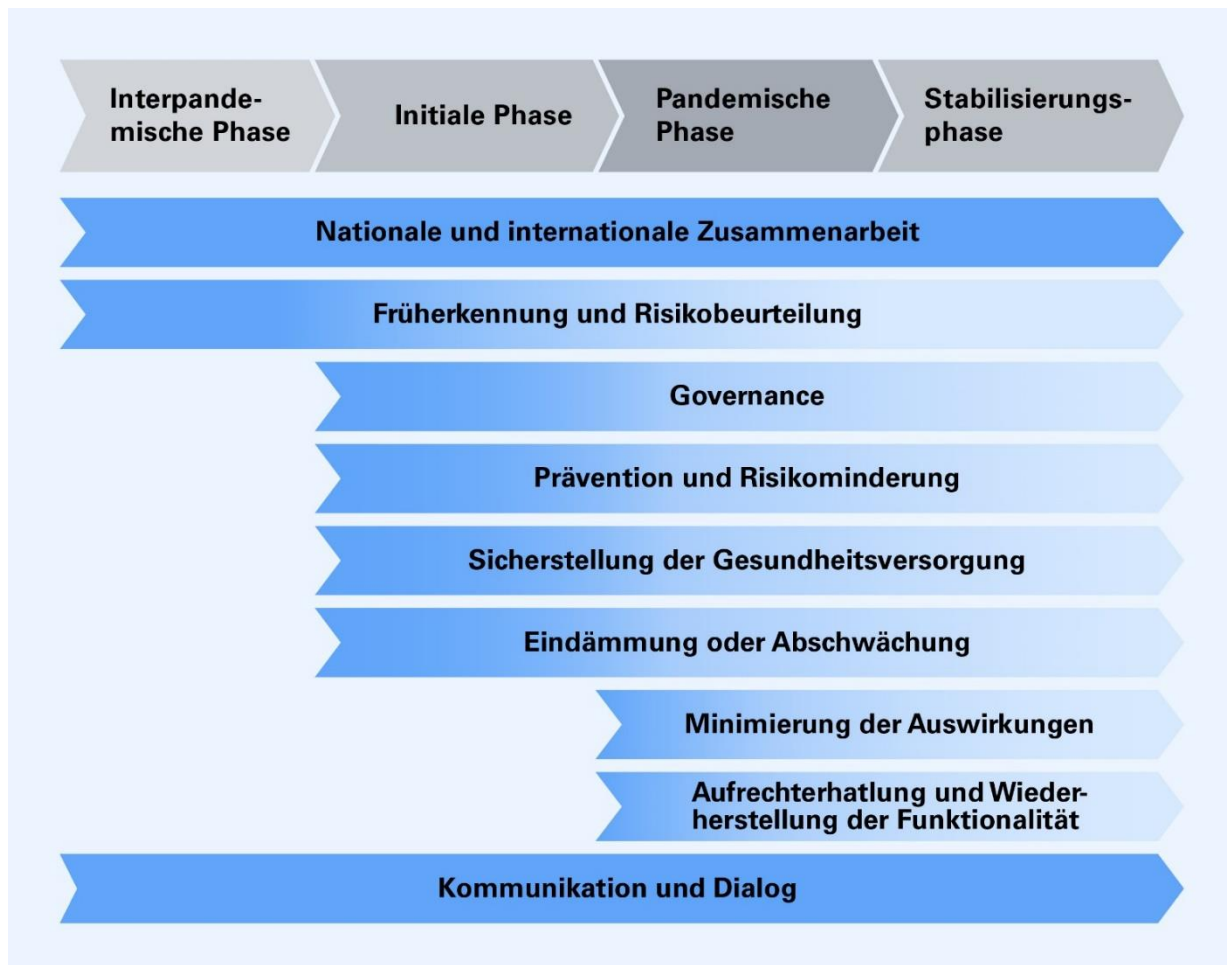 Interpande-
mische Phase
Initiale Phase
Pandemische
Phase
Stabilisierungs-
phase
Nationale und internationale Zusammenarbeit
Früherkennung und Risikobeurteilung
Governance
Prävention und Risikominderung
Sicherstellung der Gesundheitsversorgung
Eindämmung oder Abschwächung
Minimierung der Auswirkungen
Aufrechterhatlung und Wieder-
herstellung der Funktionalität
Kommunikation und Dialog